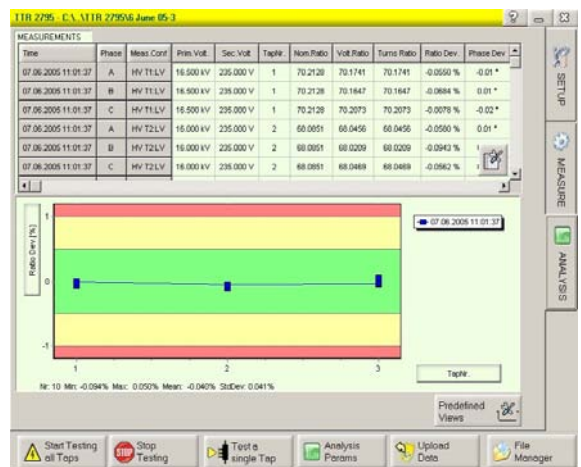 TTR 2795 - C:\..\TTR 2795\6 June 05-3
MEASUREMENTS
Time Phase Meas.Conf Prim.Volt. Sec.Volt TapNr. Nom.Ratio Volt.Ratio Turns Ratio Ratio Dev. Phase Dev
07.06.2005 11:01:37 A HV T1:LV 16.500 kV 235.000 V 1 70.2128 70.1741 70.1741 -0.0550 % -0.01 °
07.06.2005 11:01:37 B HV T1:LV 16.500 kV 235.000 V 1 70.2128 70.1647 70.1647 -0.0684 % 0.01 °
07.06.2005 11:01:37 C HV T1:LV 16.500 kV 235.000 V 1 70.2128 70.2073 70.2073 -0.0078 % -0.02 °
07.06.2005 11:01:37 A HV T2:LV 16.000 kV 235.000 V 2 68.0851 68.0456 68.0456 -0.0580 % 0.01 °
07.06.2005 11:01:37 B HV T2:LV 16.000 kV 235.000 V 2 68.0851 68.0209 68.0209 -0.0943 %
07.06.2005 11:01:37 C HV T2:LV 16.000 kV 235.000 V 2 68.0851 68.0469 68.0469 -0.0562 %
SETUP
MEASURE
ANALYSIS
Ratio Dev [%]
1
0
-1
07.06.2005 11:01:37
1 2 3
TapNr.
Nr: 10 Min: -0.094% Max: 0.050% Mean: -0.040% StdDev: 0.041%
Predefined
Views
Start Testing
all Taps
STOP
Stop
Testing
Test a
single Tap
Analysis
Params
Upload
Data
File
Manager